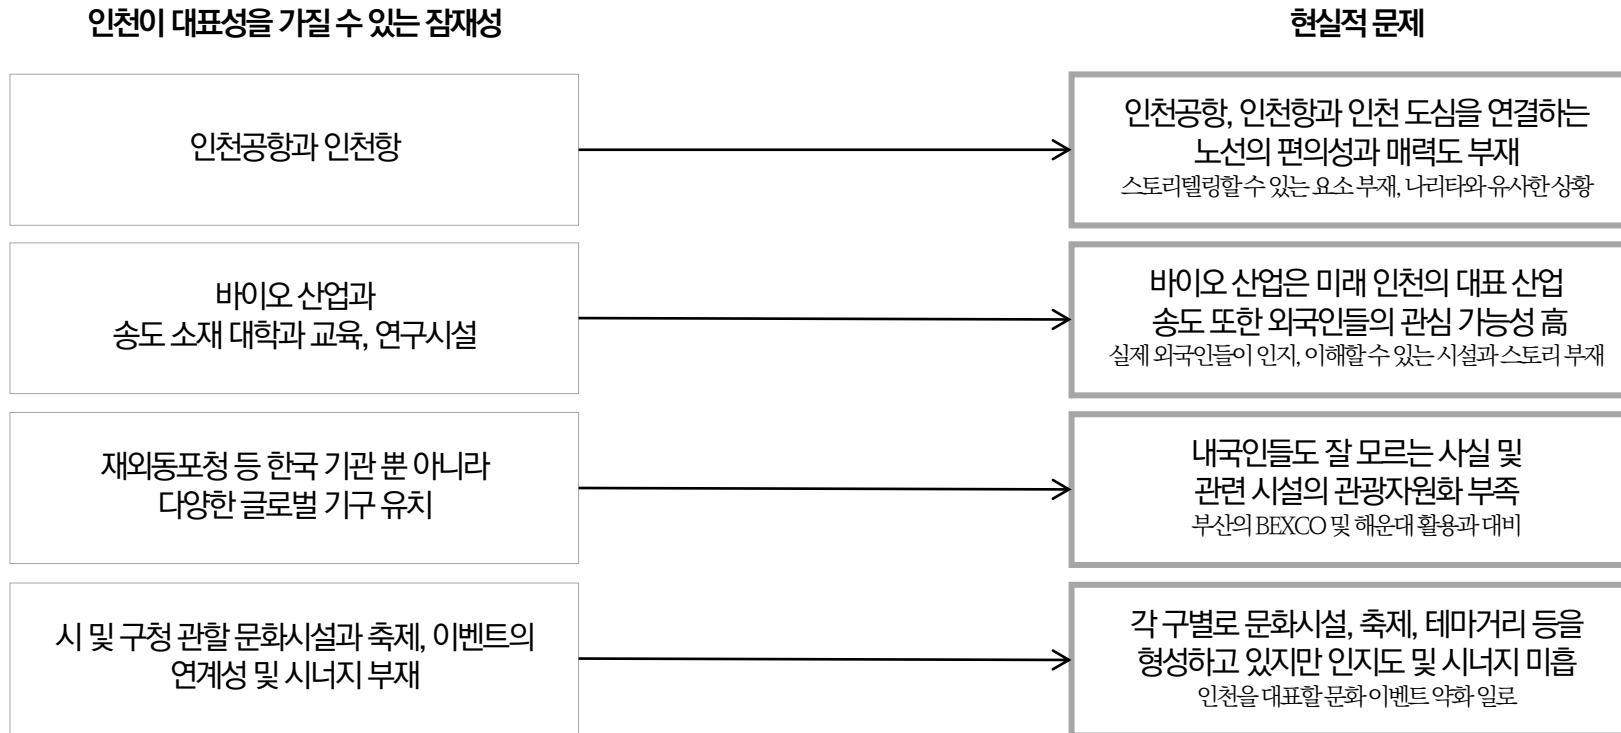 인천이 대표성을 가질 수 있는 잠재성
현실적 문제
인천공항과 인천항
인천공항, 인천항과 인천 도심을 연결하는
노선의 편의성과 매력도 부재
스토리텔링할 수 있는 요소 부재, 나리타와 유사한 상황
바이오 산업과
송도 소재 대학과 교육, 연구시설
바이오 산업은 미래 인천의 대표 산업
송도 또한 외국인들의 관심 가능성 高
실제 외국인들이 인지, 이해할 수 있는 시설과 스토리 부재
재외동포청 등 한국 기관 뿐 아니라
다양한 글로벌 기구 유치
내국인들도 잘 모르는 사실 및
관련 시설의 관광자원화 부족
부산의 BEXCO 및 해운대 활용과 대비
시 및 구청 관할 문화시설과 축제, 이벤트의
연계성 및 시너지 부재
각 구별로 문화시설, 축제, 테마거리 등을
형성하고 있지만 인지도 및 시너지 미흡
인천을 대표할 문화 이벤트 약화 일로